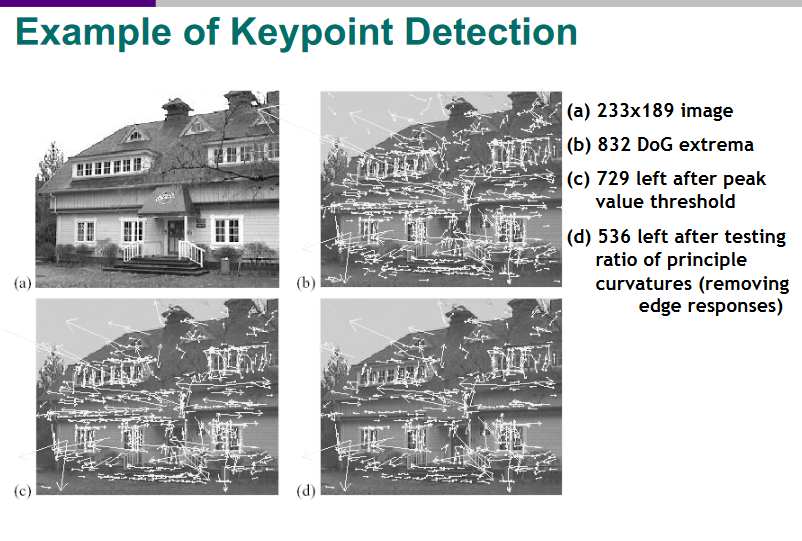 Example of Keypoint Detection
(a) 233x189 image
(b) 832 DoG extrema
(c) 729 left after peak
value threshold
(d) 536 left after testing
ratio of principle
curvatures (removing
edge responses)
(a)
(b)
(c)
(d)